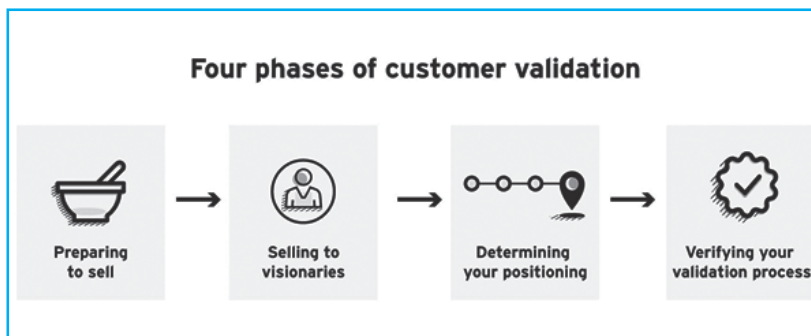 Four phases of customer validation
Preparing
to sell
Selling to
visionaries
Determining
your positioning
Verifying your
validation process